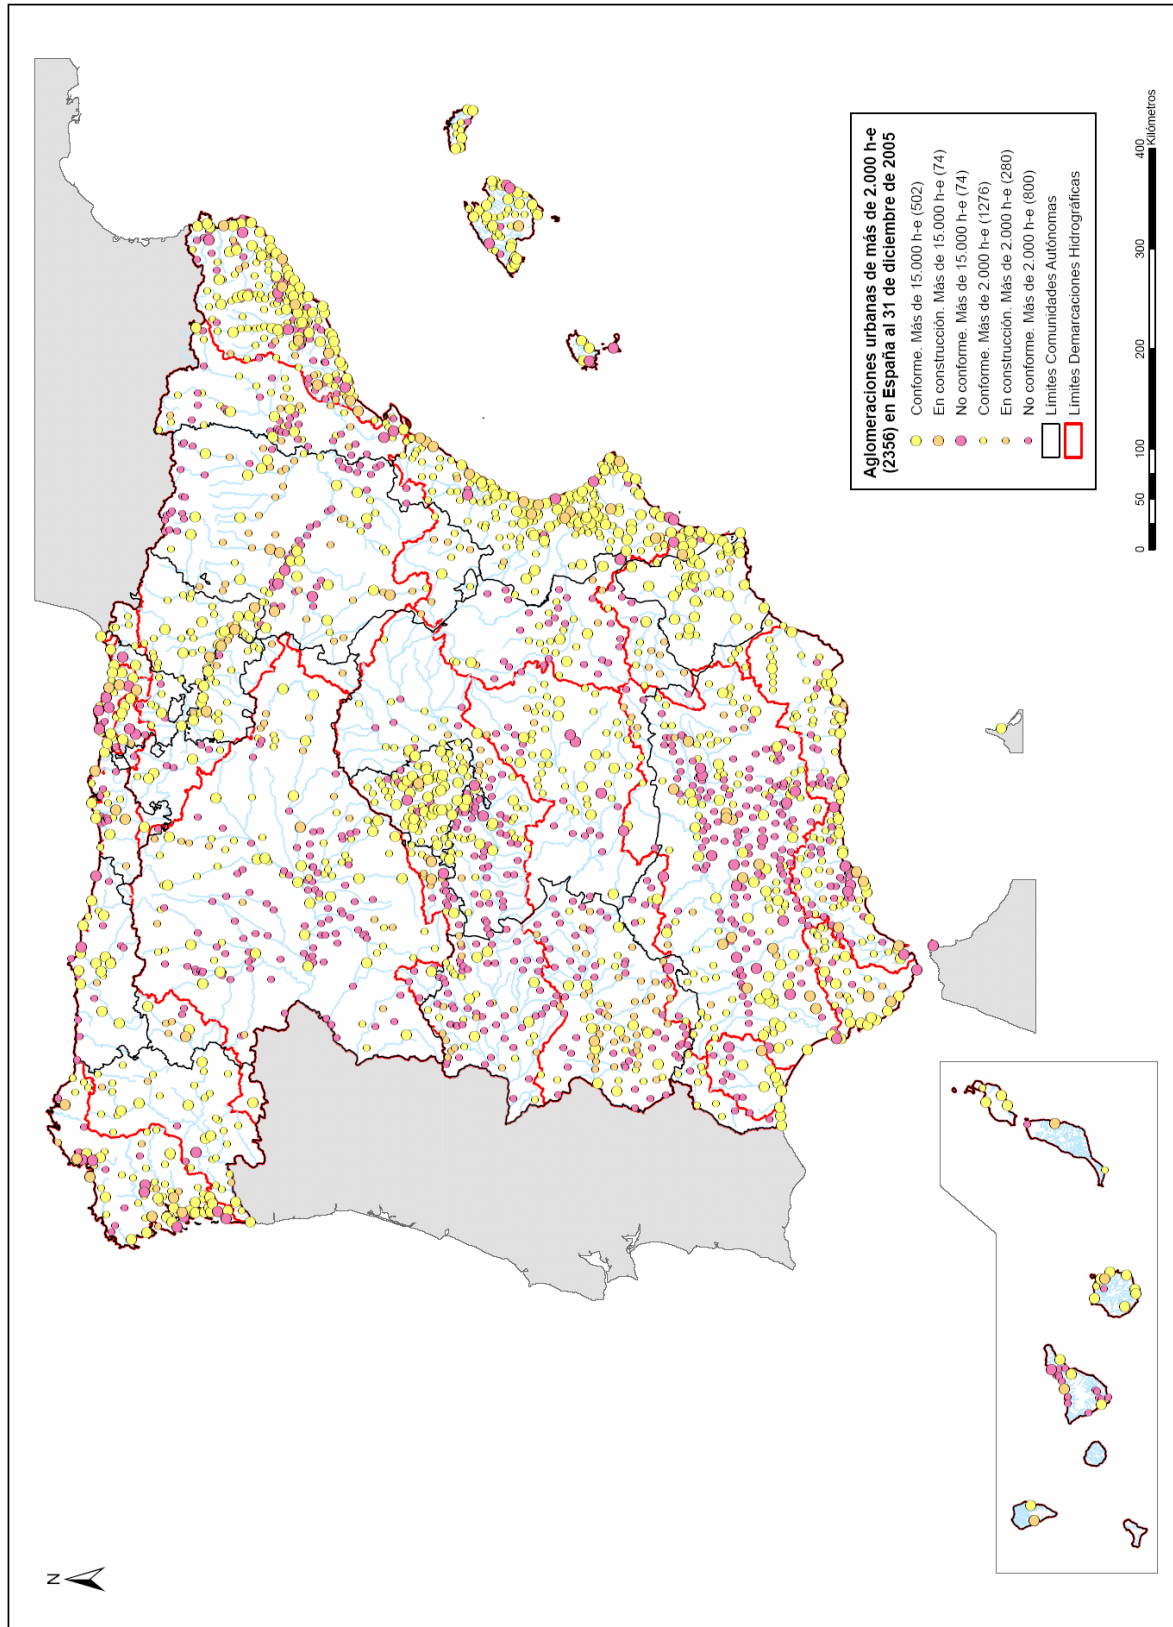 N
Aglomeraciones urbanas de más de 2.000 h-e
(2356) en España al 31 de diciembre de 2005
Conforme. Más de 15.000 h-e (502)
En construcción. Más de 15.000 h-e (74)
No conforme. Más de 15.000 h-e (74)
Conforme. Más de 2.000 h-e (1276)
En construcción. Más de 2.000 h-e (280)
No conforme. Más de 2.000 h-e (800)
Límites Comunidades Autónomas
Límites Demarcaciones Hidrográficas
0 50 100 200 300 400
Kilómetros